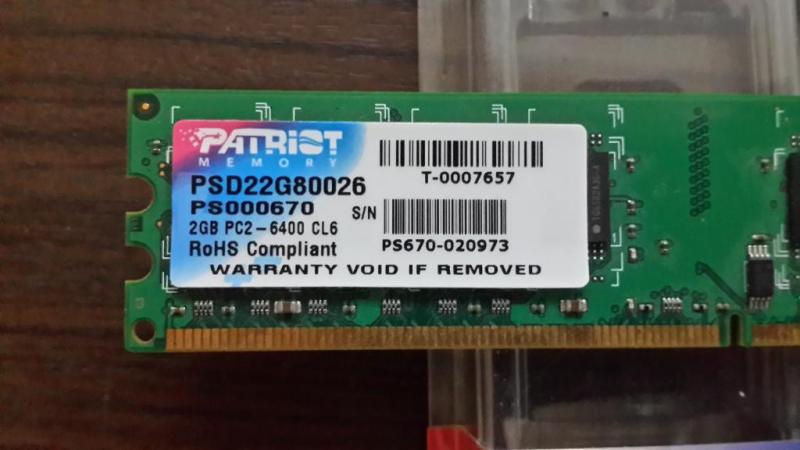 PATRIOT
MEMORY
T-0007657
PSD22G80026
PS000670
S/N
2GB PC2-6400 CL6
RoHS Compliant
PS670-020973
WARRANTY VOID IF REMOVED